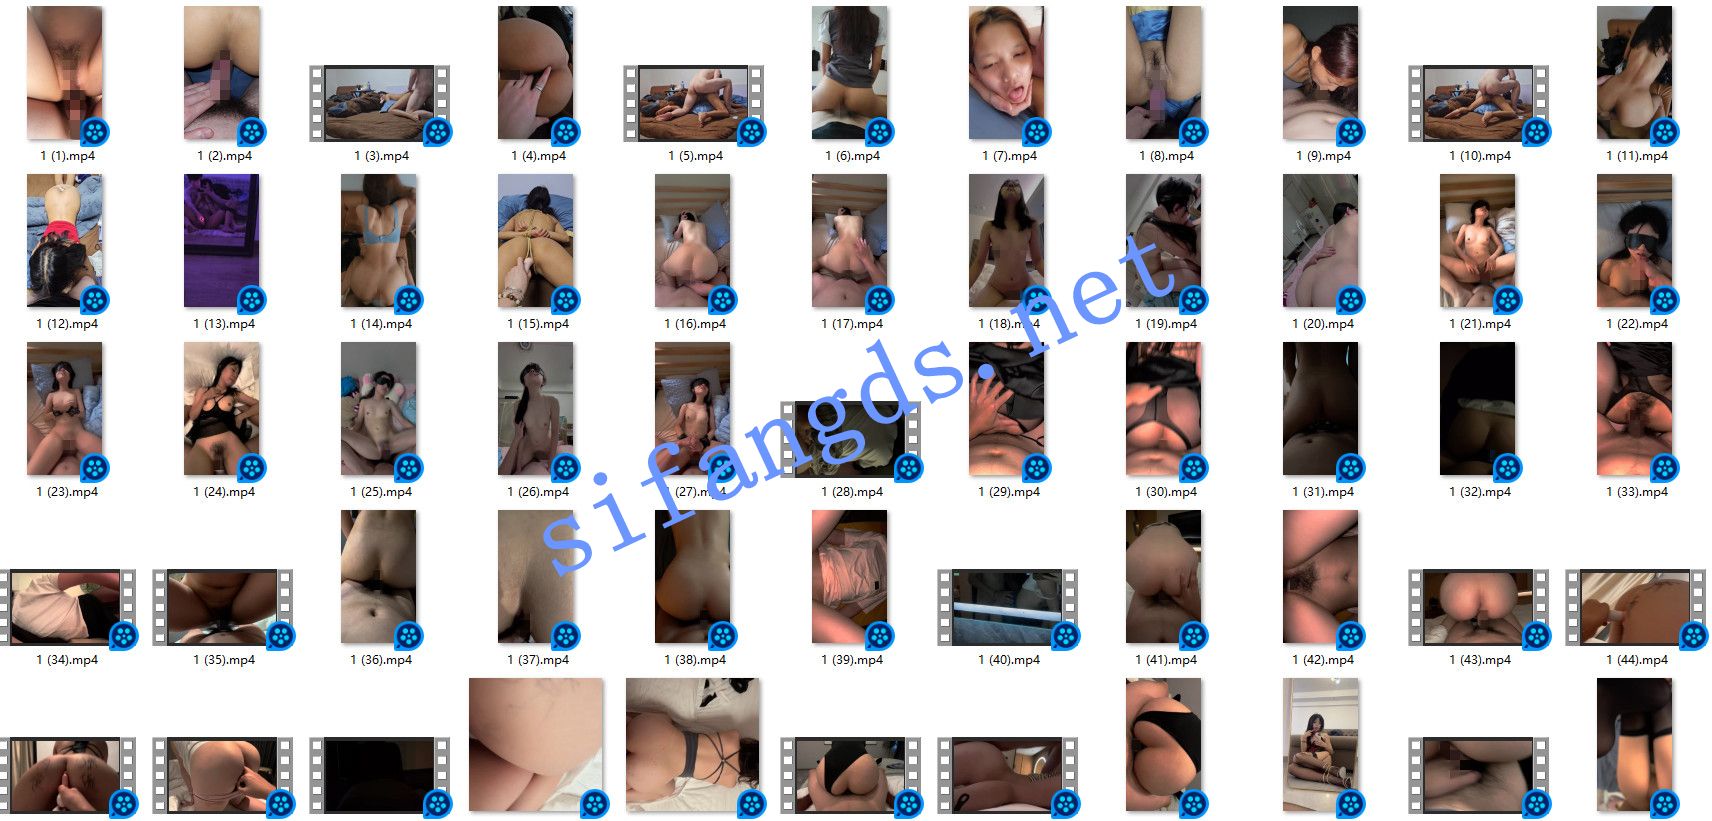 1 (1).mp4
1 (2).mp4
1 (3).mp4
1 (4).mp4
1 (5).mp4
1 (6).mp4
1 (7).mp4
1 (8).mp4
1 (9).mp4
1 (10).mp4
1 (11).mp4
1 (12).mp4
1 (13).mp4
1 (14).mp4
1 (15).mp4
1 (16).mp4
1 (17).mp4
1 (18).mp4
1 (19).mp4
1 (20).mp4
1 (21).mp4
1 (22).mp4
1 (23).mp4
1 (24).mp4
1 (25).mp4
1 (26).mp4
1 (27).mp4
1 (28).mp4
1 (29).mp4
1 (30).mp4
1 (31).mp4
1 (32).mp4
1 (33).mp4
sifangds.net
1 (34).mp4
1 (35).mp4
1 (36).mp4
1 (37).mp4
1 (38).mp4
1 (39).mp4
1 (40).mp4
1 (41).mp4
1 (42).mp4
1 (43).mp4
1 (44).mp4